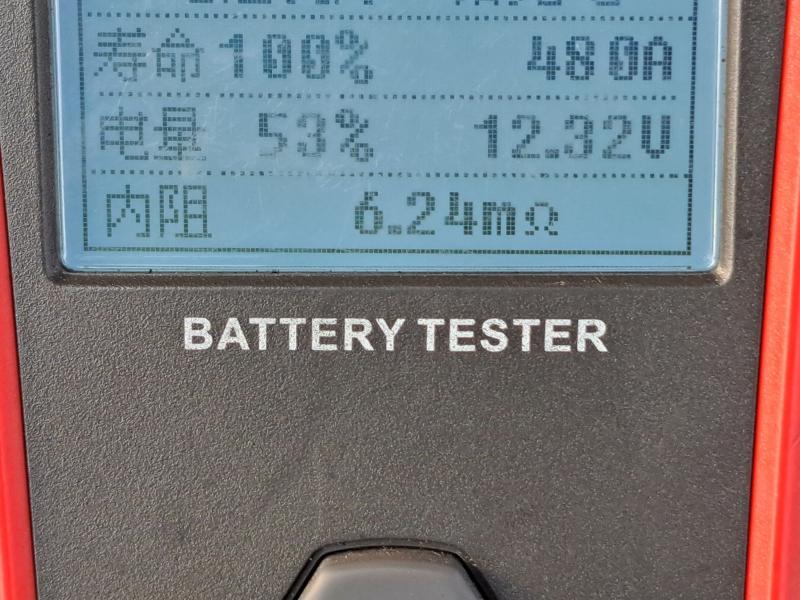 寿命 100% 480A
电量 53% 12.32V
内阻 6.24mΩ
BATTERY TESTER